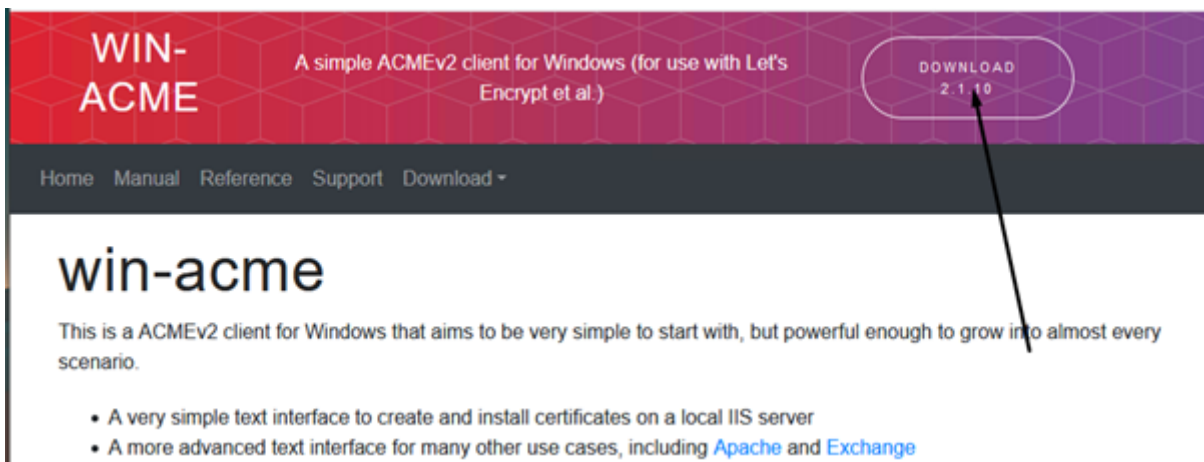 WIN-
ACME
A simple ACMEv2 client for Windows (for use with Let's
Encrypt et al.)
DOWNLOAD
2.1.10
Home Manual Reference Support Download
win-acme
This is a ACMEv2 client for Windows that aims to be very simple to start with, but powerful enough to grow into almost every
scenario.
• A very simple text interface to create and install certificates on a local IIS server
• A more advanced text interface for many other use cases, including Apache and Exchange